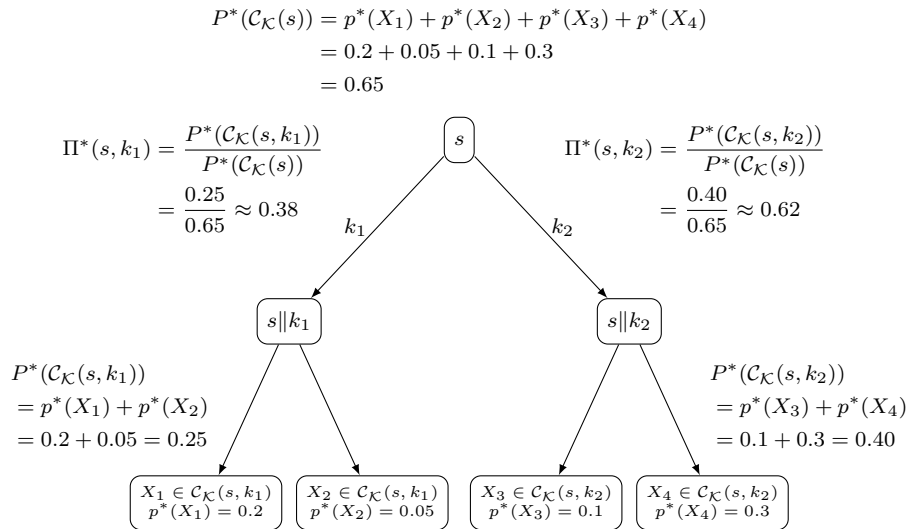 P*(C_K(s)) = p*(X₁) + p*(X₂) + p*(X₃) + p*(X₄)
= 0.2 + 0.05 + 0.1 + 0.3
= 0.65
Π*(s, k₁) = P*(C_K(s, k₁)) / P*(C_K(s))
= 0.25 / 0.65 ≈ 0.38
s
Π*(s, k₂) = P*(C_K(s, k₂)) / P*(C_K(s))
= 0.40 / 0.65 ≈ 0.62
k₁
k₂
s∥k₁
s∥k₂
P*(C_K(s, k₁))
= p*(X₁) + p*(X₂)
= 0.2 + 0.05 = 0.25
P*(C_K(s, k₂))
= p*(X₃) + p*(X₄)
= 0.1 + 0.3 = 0.40
X₁ ∈ C_K(s, k₁)
p*(X₁) = 0.2
X₂ ∈ C_K(s, k₁)
p*(X₂) = 0.05
X₃ ∈ C_K(s, k₂)
p*(X₃) = 0.1
X₄ ∈ C_K(s, k₂)
p*(X₄) = 0.3